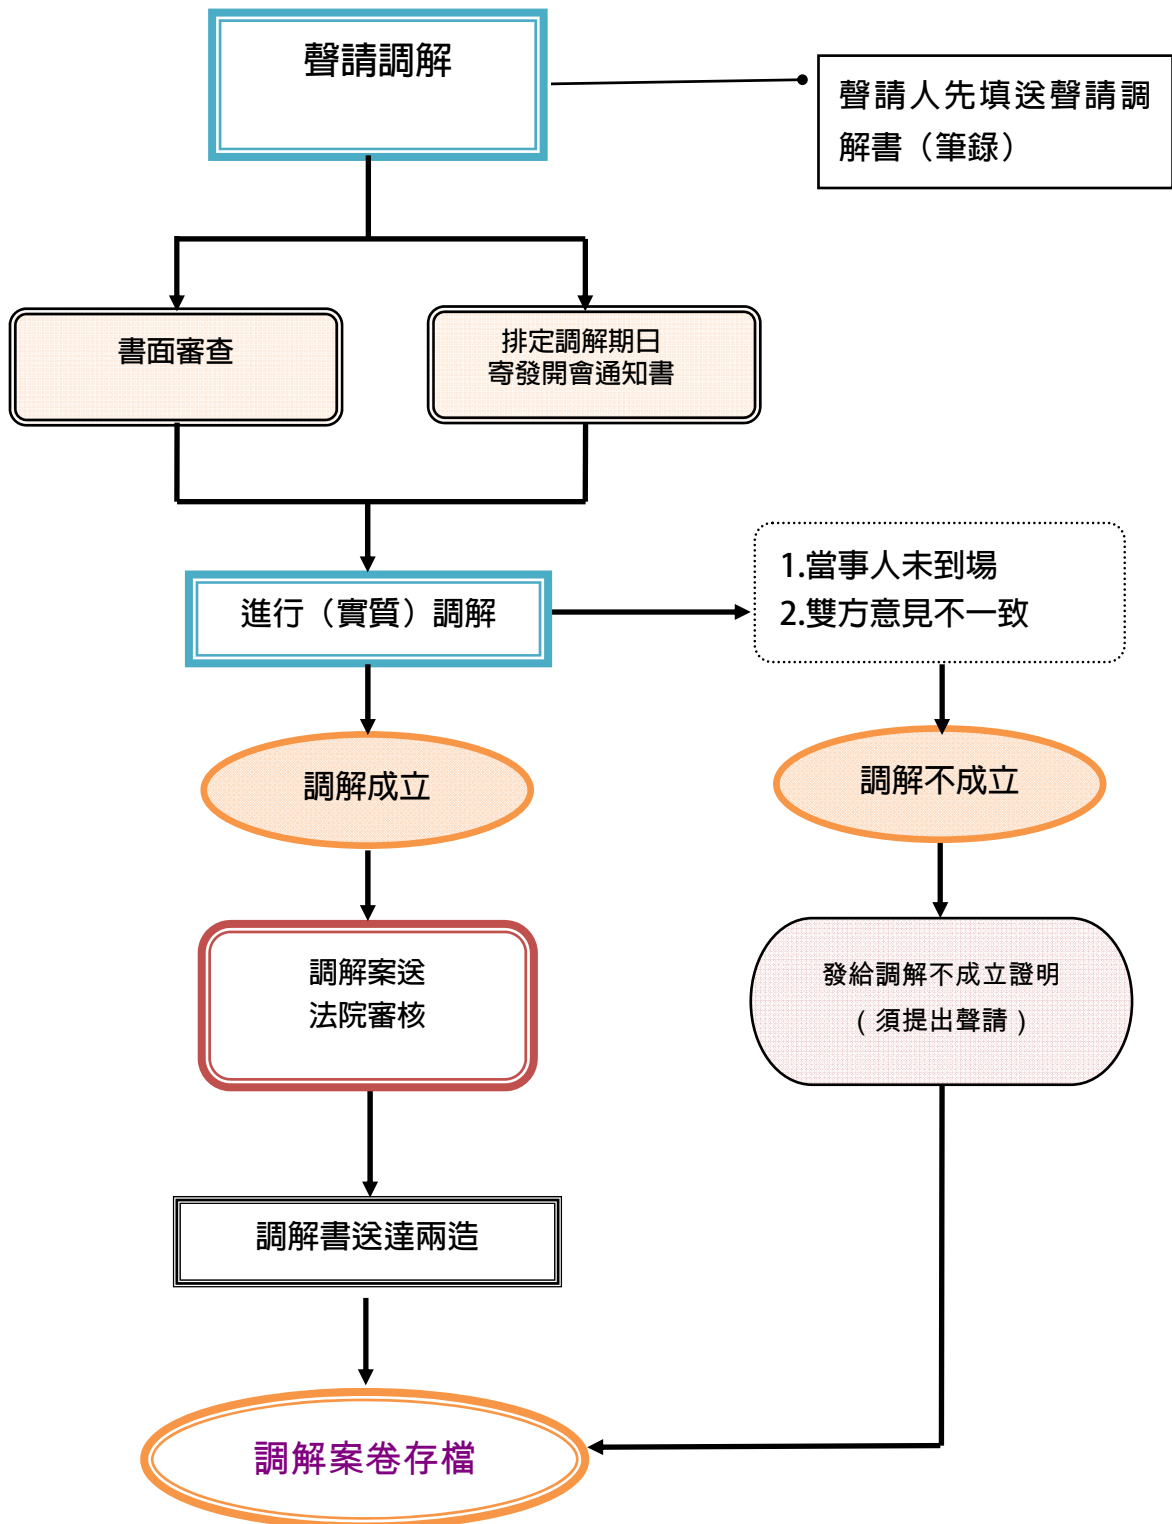 聲請調解
聲請人先填送聲請調
解書（筆錄）
書面審查
排定調解期日
寄發開會通知書
進行（實質）調解
1.當事人未到場
2.雙方意見不一致
調解成立
調解不成立
調解案送
法院審核
發給調解不成立證明
（須提出聲請）
調解書送達兩造
調解案卷存檔